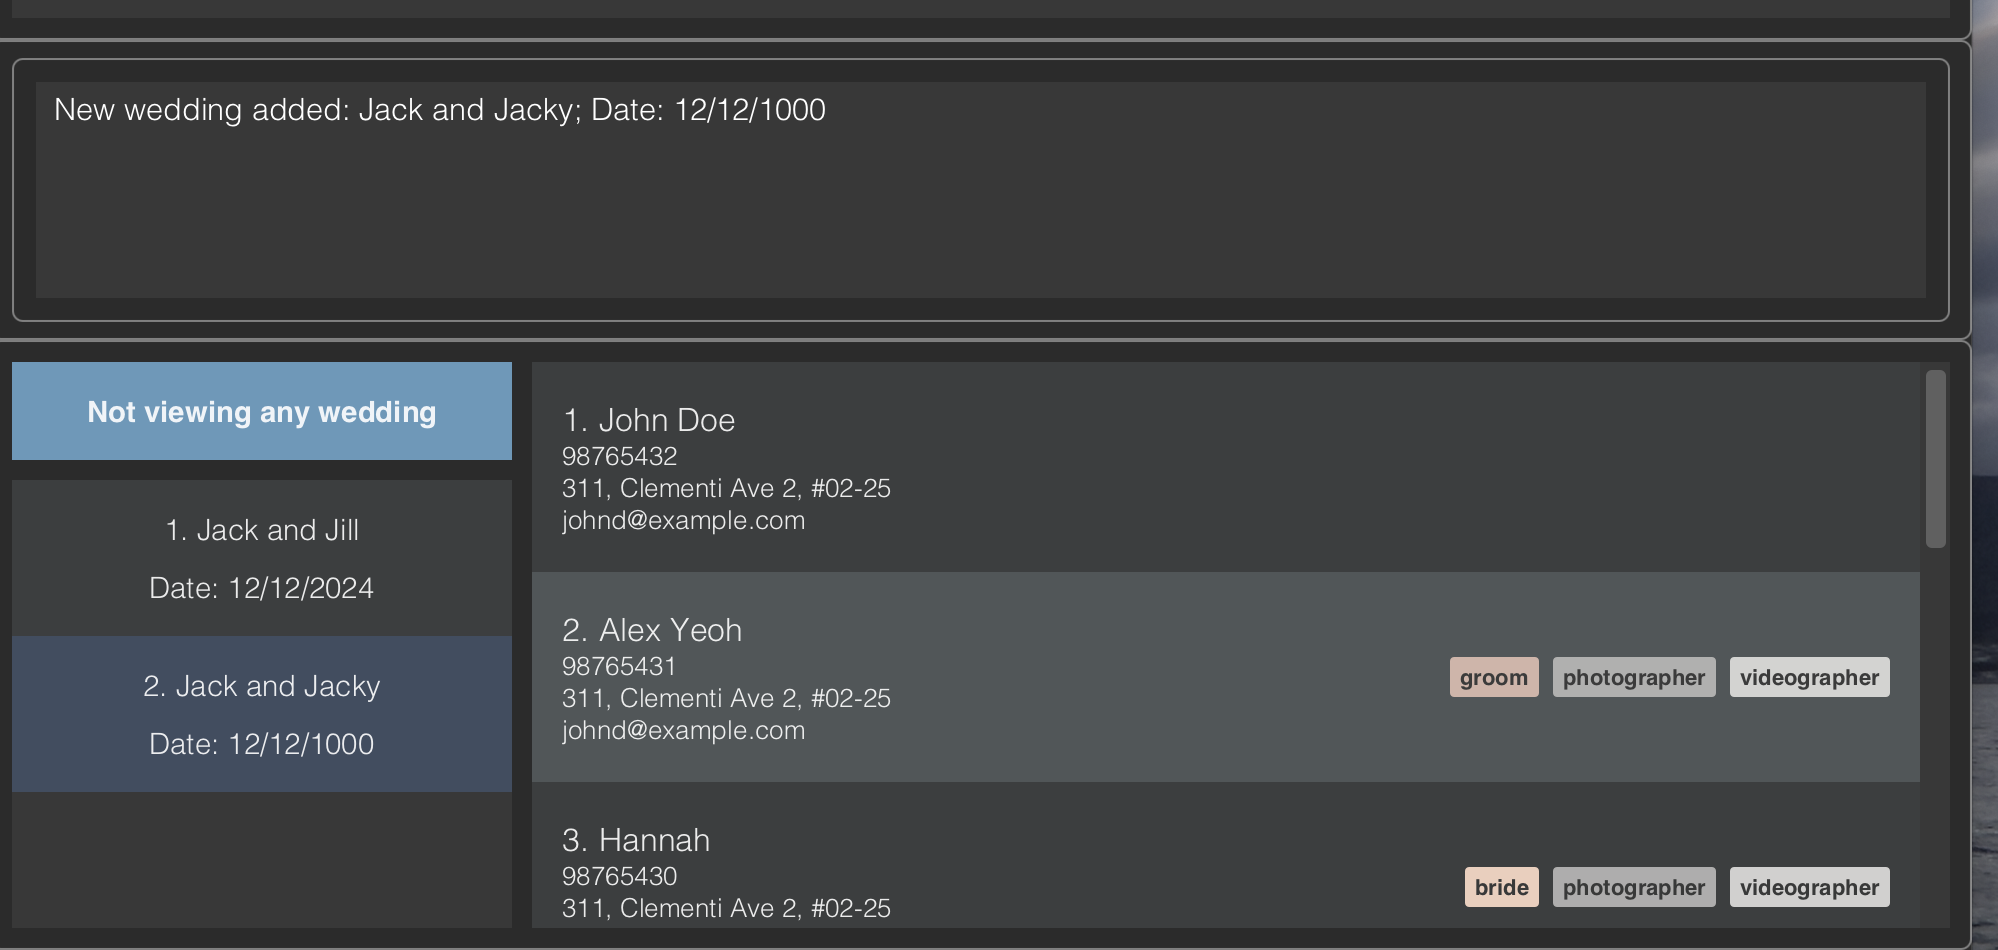 New wedding added: Jack and Jacky; Date: 12/12/1000
Not viewing any wedding
1. Jack and Jill
Date: 12/12/2024
2. Jack and Jacky
Date: 12/12/1000
1. John Doe
98765432
311, Clementi Ave 2, #02-25
johnd@example.com
2. Alex Yeoh
98765431
311, Clementi Ave 2, #02-25
johnd@example.com
groom photographer videographer
3. Hannah
98765430
311, Clementi Ave 2, #02-25
bride photographer videographer